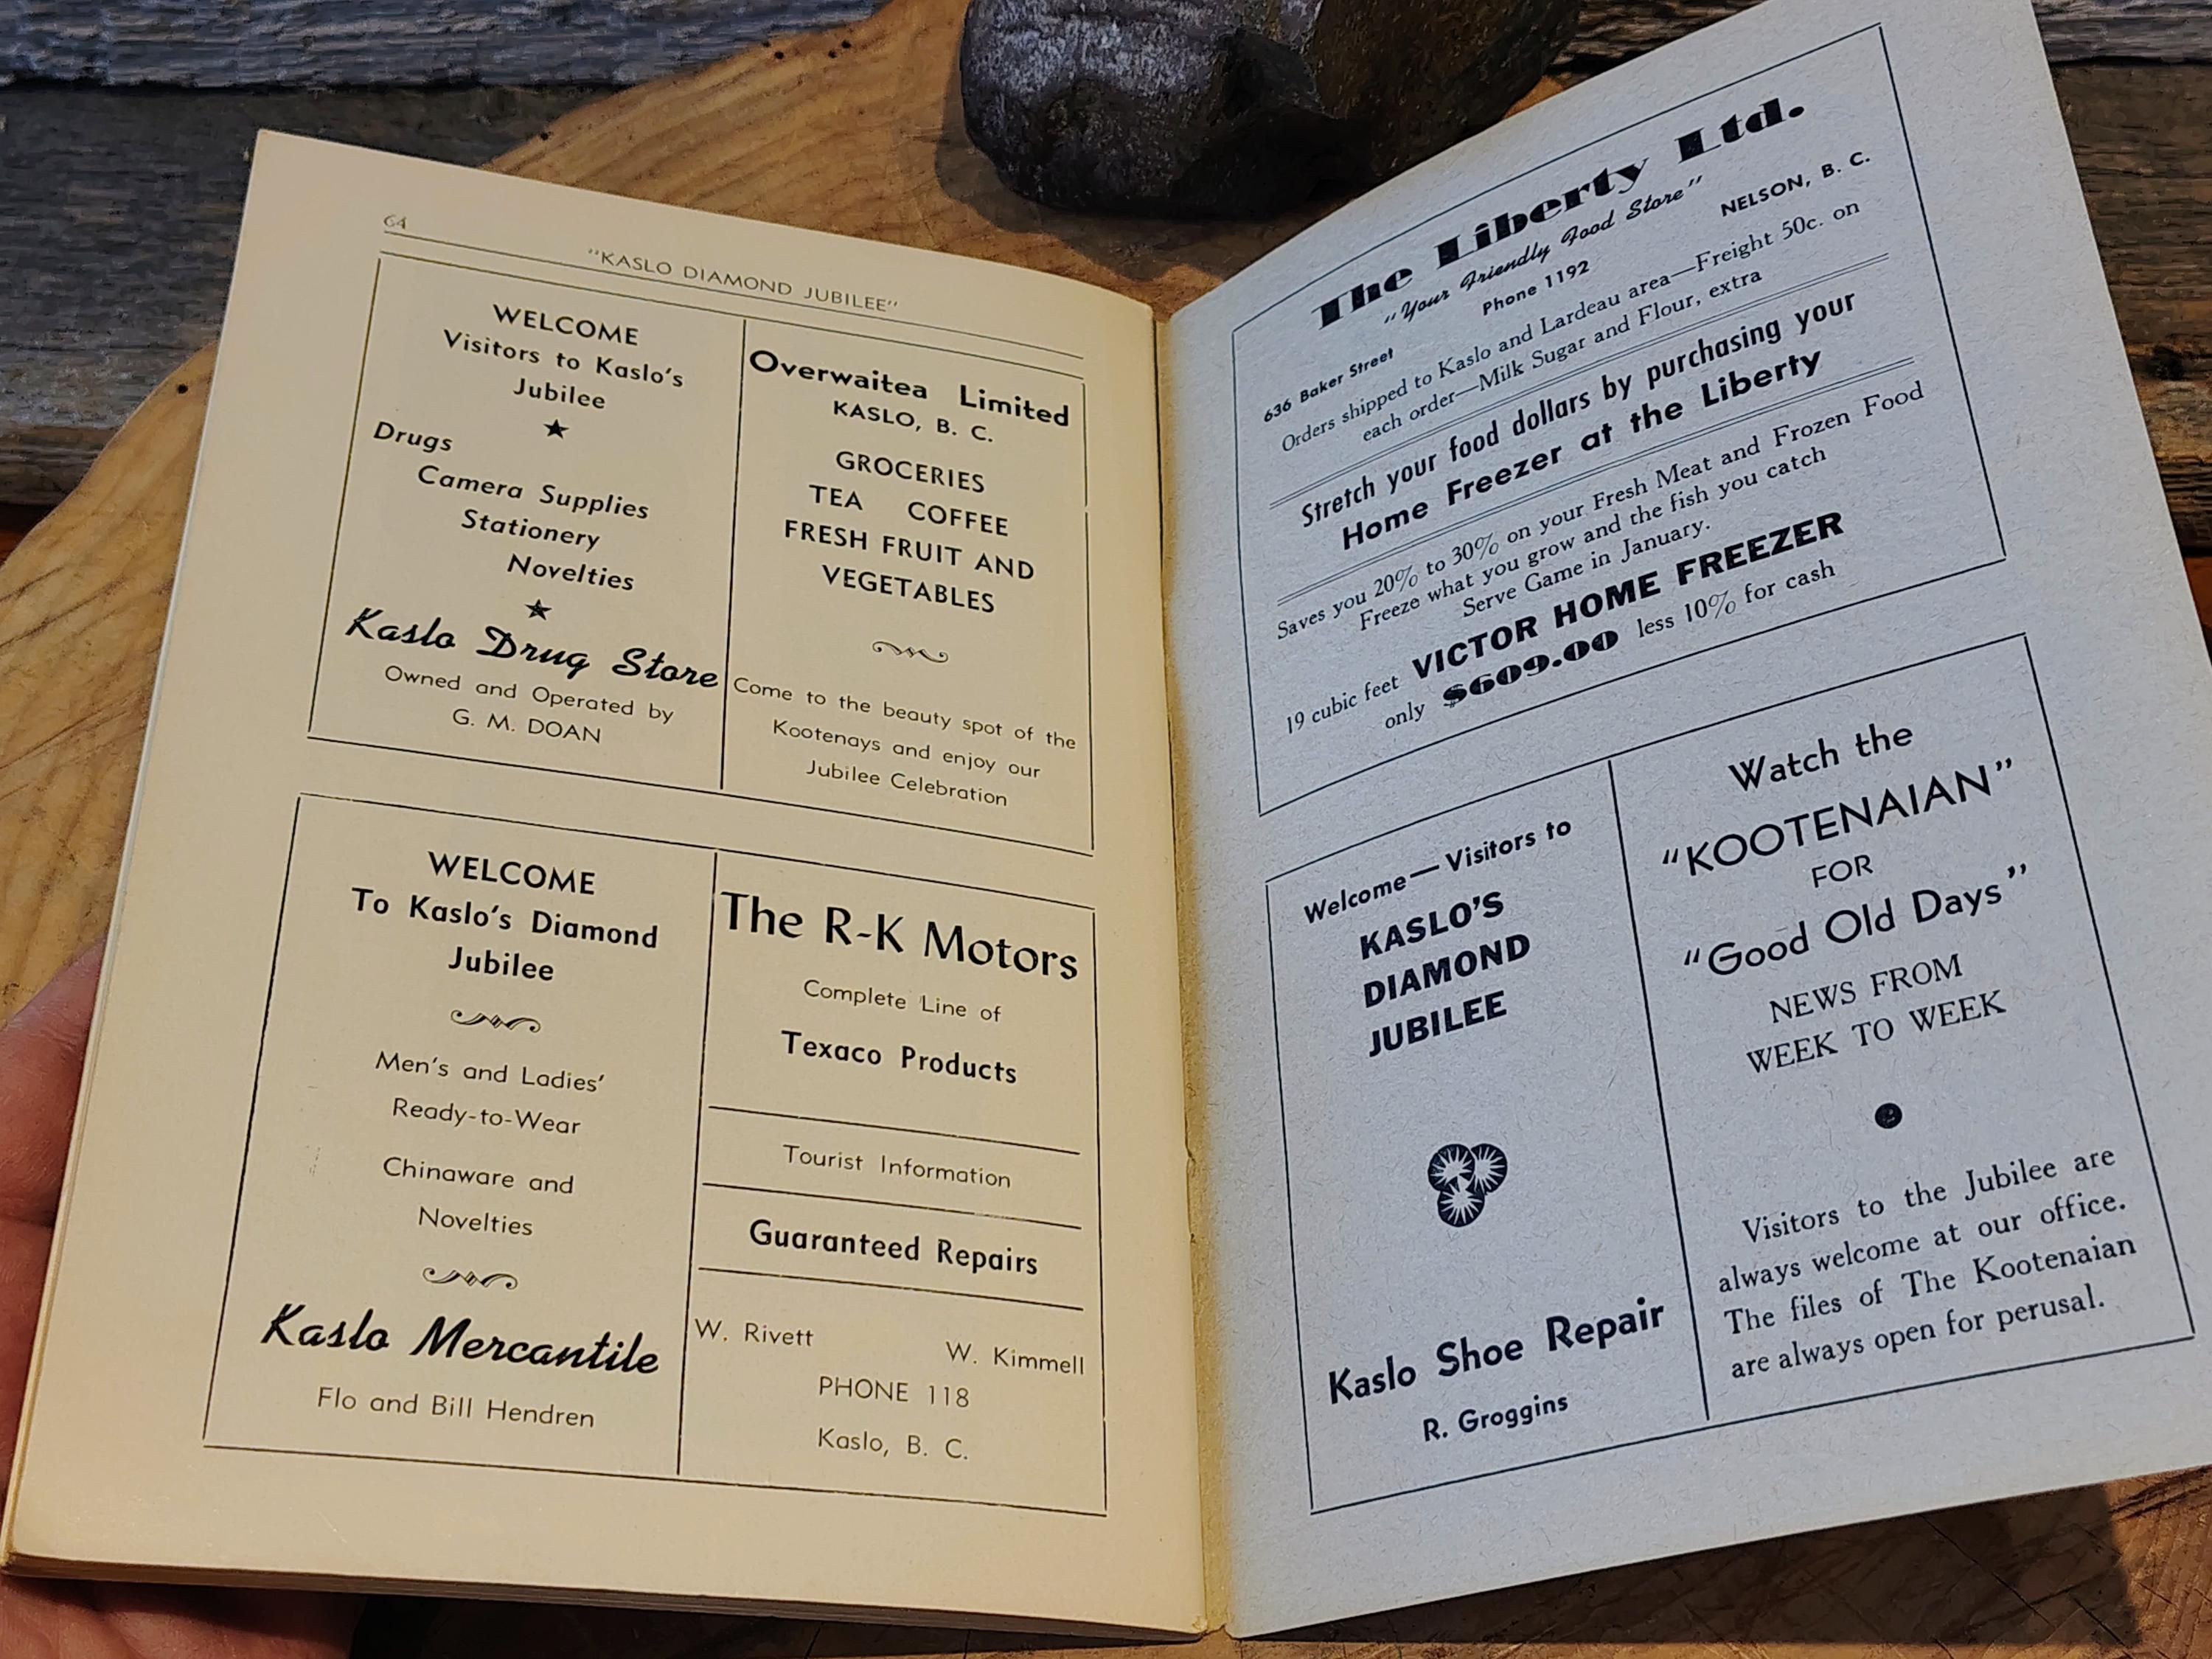 64
"KASLO DIAMOND JUBILEE"
WELCOME
Visitors to Kaslo's
Jubilee
Drugs
Camera Supplies
Stationery
Novelties
Kaslo Drug Store
Owned and Operated by
G. M. DOAN
Overwaitea Limited
KASLO, B. C.
GROCERIES
TEA COFFEE
FRESH FRUIT AND
VEGETABLES
Come to the beauty spot of the
Kootenays and enjoy our
Jubilee Celebration
WELCOME
To Kaslo's Diamond
Jubilee
Men's and Ladies'
Ready-to-Wear
Chinaware and
Novelties
Kaslo Mercantile
Flo and Bill Hendren
The R-K Motors
Complete Line of
Texaco Products
Tourist Information
Guaranteed Repairs
W. Rivett W. Kimmell
PHONE 118
Kaslo, B. C.
The Liberty Ltd.
"Your Friendly Food Store"
636 Baker Street Phone 1192 NELSON, B. C.
Orders shipped to Kaslo and Lardeau area—Freight 50c. on
each order—Milk Sugar and Flour, extra
Stretch your food dollars by purchasing your
Home Freezer at the Liberty
Saves you 20% to 30% on your Fresh Meat and Frozen Food
Freeze what you grow and the fish you catch
Serve Game in January.
19 cubic feet VICTOR HOME FREEZER
only $609.00 less 10% for cash
Welcome—Visitors to
KASLO'S
DIAMOND
JUBILEE
Kaslo Shoe Repair
R. Groggins
Watch the
"KOOTENAIAN"
FOR
"Good Old Days"
NEWS FROM
WEEK TO WEEK
Visitors to the Jubilee are
always welcome at our office.
The files of The Kootenaian
are always open for perusal.